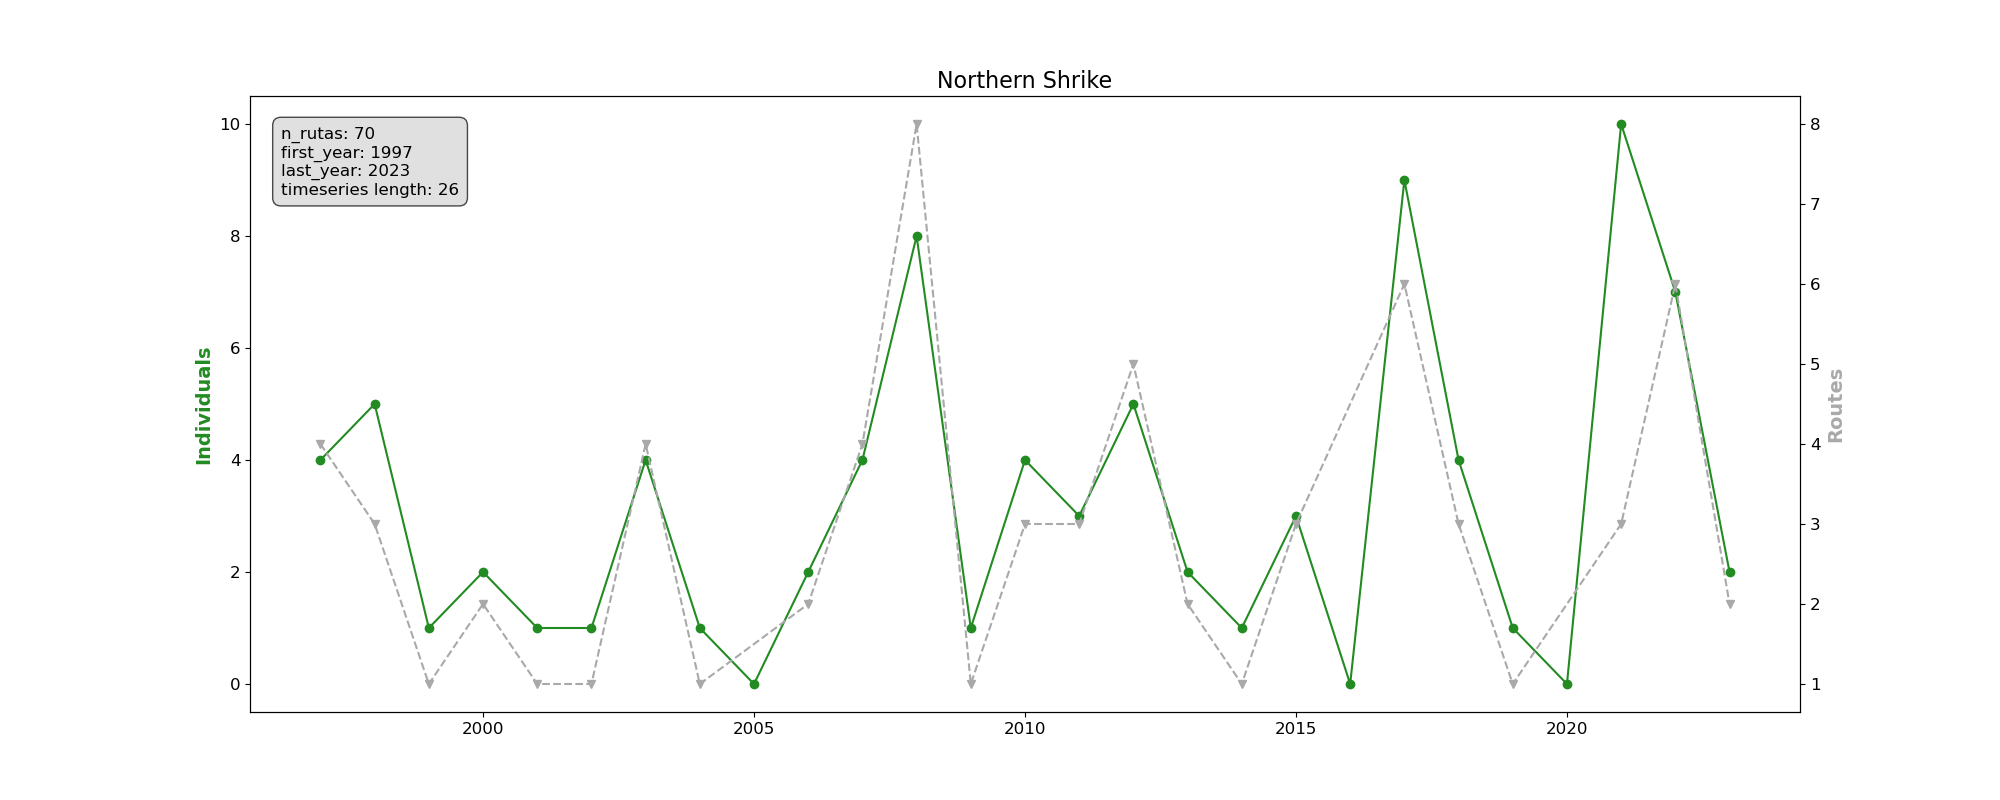 Northern Shrike
n_rutas: 70
first_year: 1997
last_year: 2023
timeseries length: 26
Individuals
10
8
6
4
2
0
2000
2005
2010
2015
2020
8
7
6
5
4
3
2
1
Routes